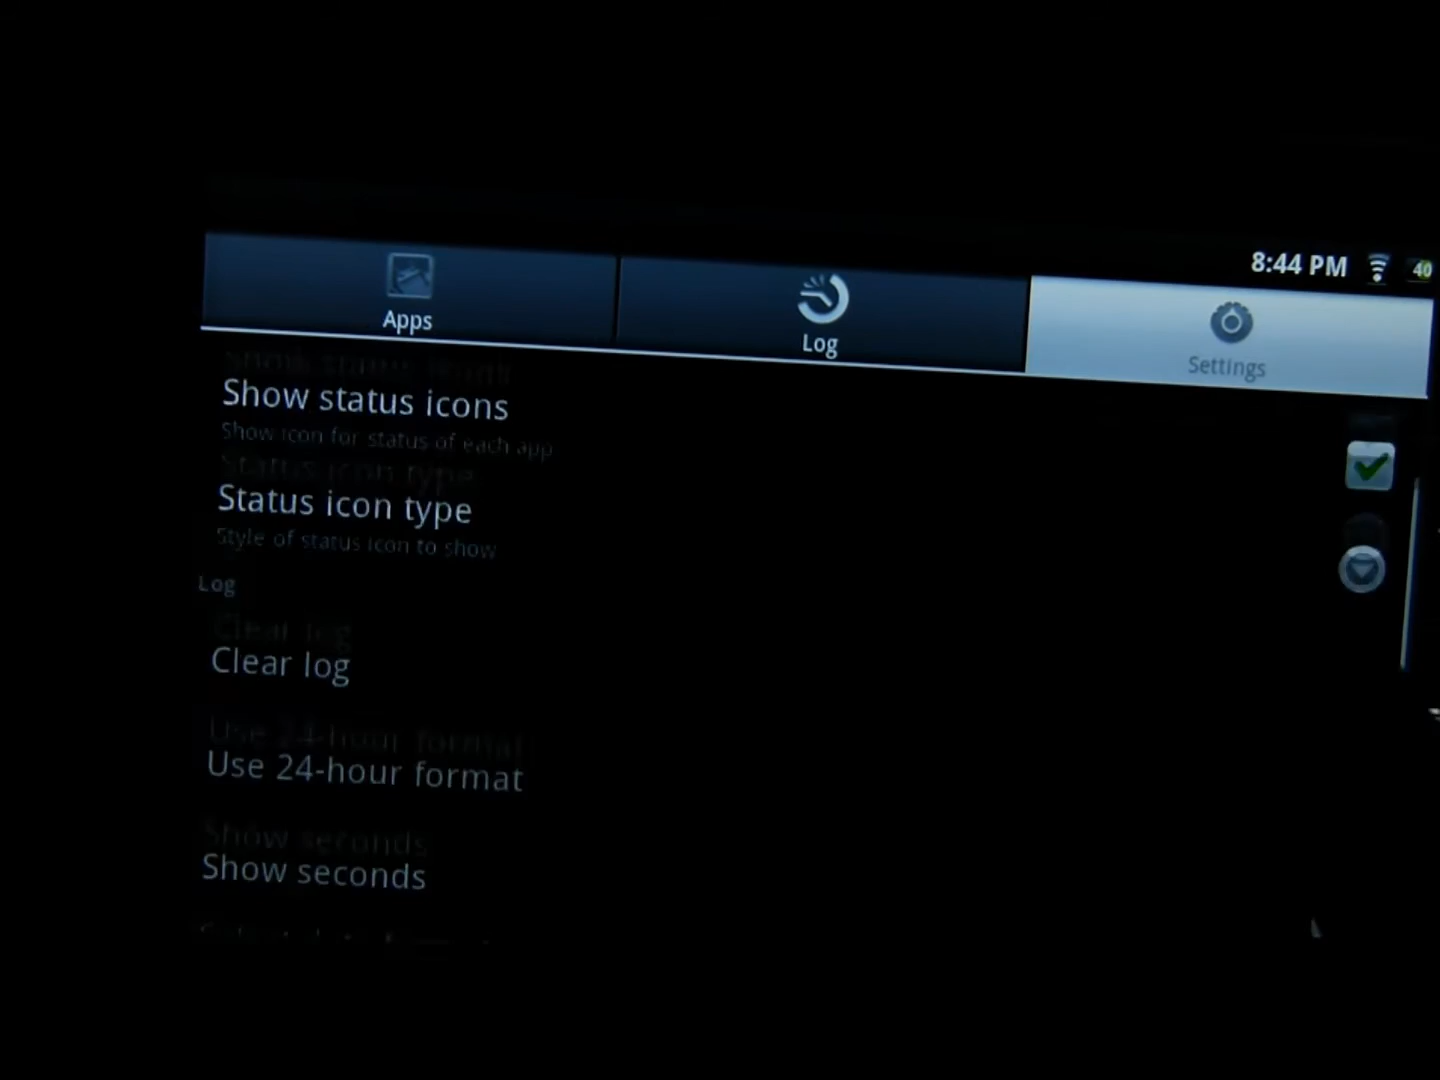 8:44 PM
40
Apps
Log
Settings
Show status icons
Show icon for status of each app
Status icon type
Style of status icon to show
Log
Clear log
Use 24-hour format
Show seconds